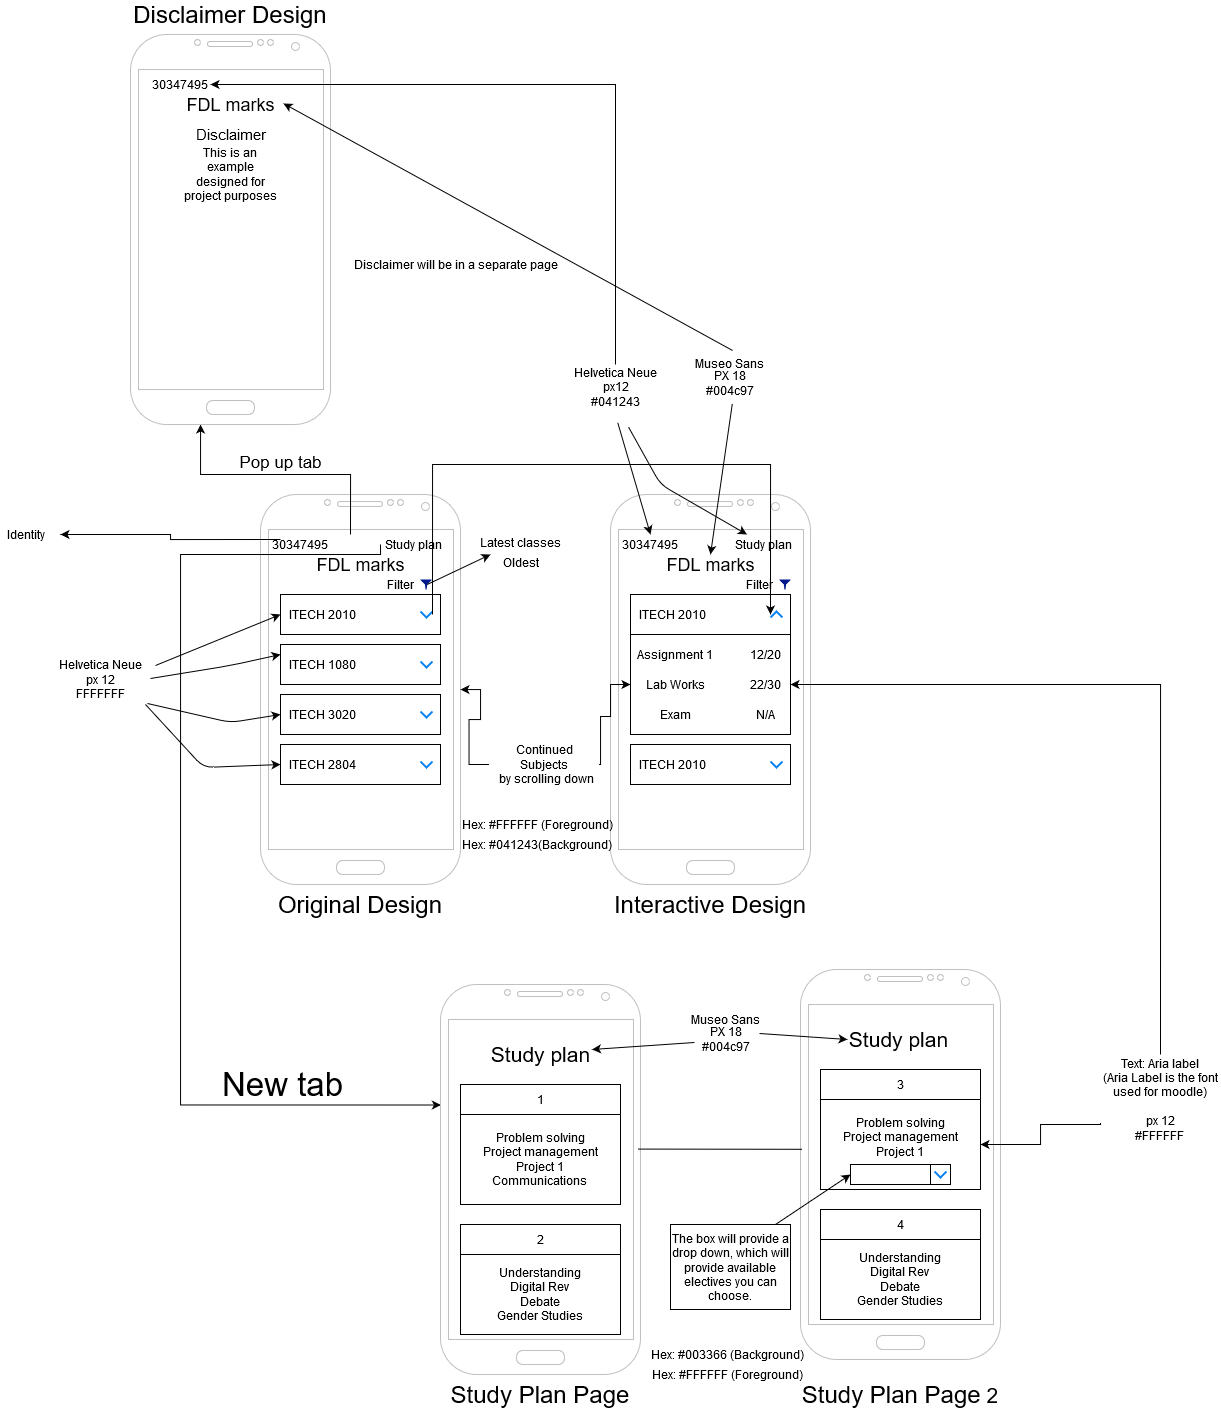 Disclaimer Design
30347495
FDL marks
Disclaimer
This is an
example
designed for
project purposes
Disclaimer will be in a separate page
Helvetica Neue
px12
#041243
Museo Sans
PX 18
#004c97
Pop up tab
Identity
30347495
Study plan
FDL marks
Filter
Latest classes
Oldest
ITECH 2010
ITECH 1080
ITECH 3020
ITECH 2804
Helvetica Neue
px 12
FFFFFFF
30347495
Study plan
FDL marks
Filter
ITECH 2010
Assignment 1 12/20
Lab Works 22/30
Exam N/A
ITECH 2010
Continued
Subjects
by scrolling down
Hex: #FFFFFF (Foreground)
Hex: #041243(Background)
Original Design
Interactive Design
New tab
Study plan
1
Problem solving
Project management
Project 1
Communications
2
Understanding
Digital Rev
Debate
Gender Studies
Museo Sans
PX 18
#004c97
Study plan
3
Problem solving
Project management
Project 1
4
Understanding
Digital Rev
Debate
Gender Studies
Text: Aria label
(Aria Label is the font
used for moodle)
px 12
#FFFFFF
The box will provide a
drop down, which will
provide available
electives you can
choose.
Hex: #003366 (Background)
Hex: #FFFFFF (Foreground)
Study Plan Page
Study Plan Page 2